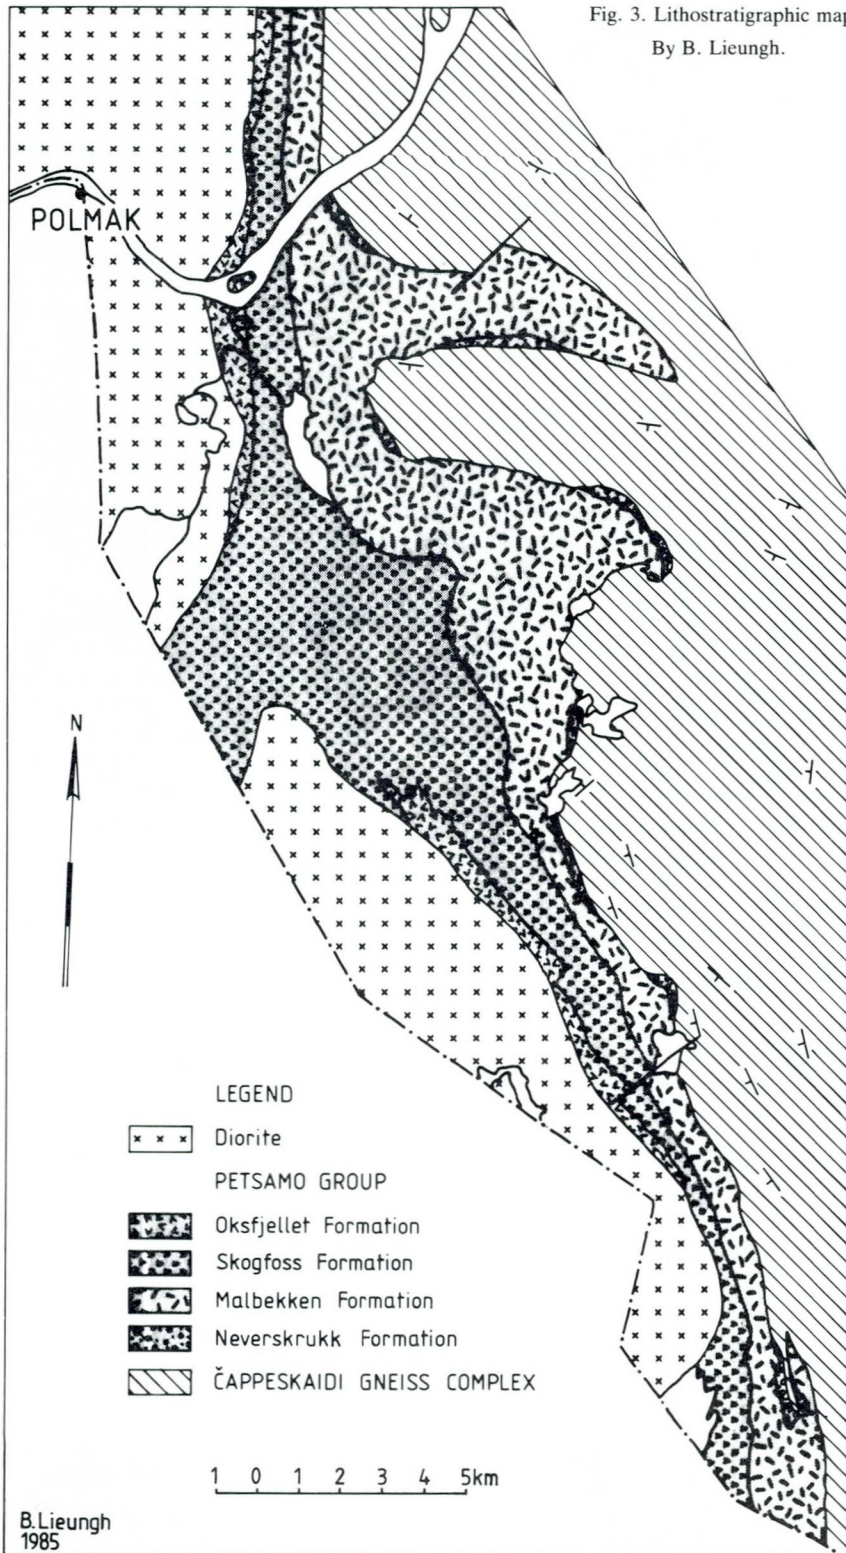 Fig. 3. Lithostratigraphic map
By B. Lieungh.
POLMAK
N
LEGEND
Diorite
PETSAMO GROUP
Oksfjellet Formation
Skogfoss Formation
Malbekken Formation
Neverskrukk Formation
ČAPPESKAIDI GNEISS COMPLEX
1 0 1 2 3 4 5km
B.Lieungh
1985